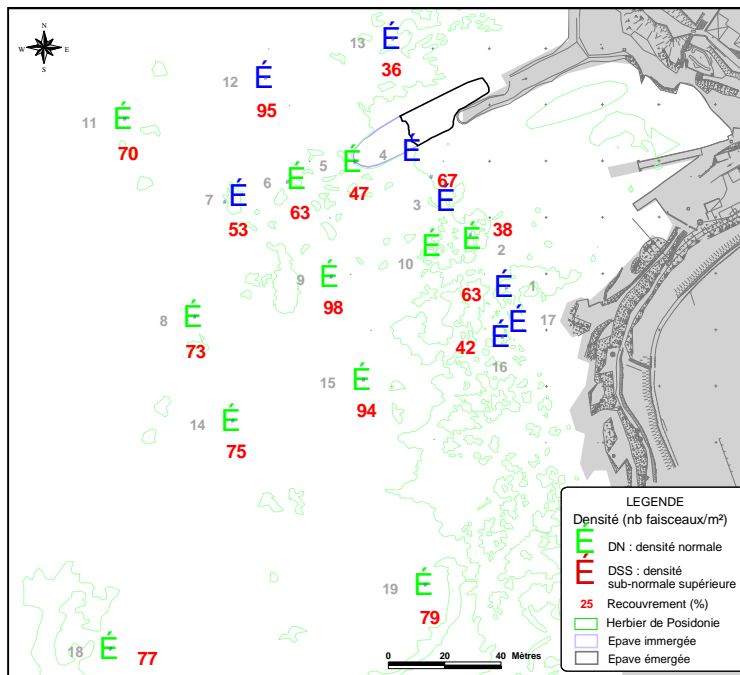 N
W E
S
13 É
36
12 É
95
11 É
70
5 É
4 É
47
6 É
63
67
7 É
53
3 É
38
10 É
É
2
9 É
98
63
É 1
8 É
73
42
É
É 17
16
15 É
94
14 É
75
19 É
79
18 É
77
0 20 40 Mètres
LEGENDE
Densité (nb faisceaux/m²)
É DN : densité normale
É DSS : densité
sub-normale supérieure
25 Recouvrement (%)
Herbier de Posidonie
Epave immergée
Epave émergée